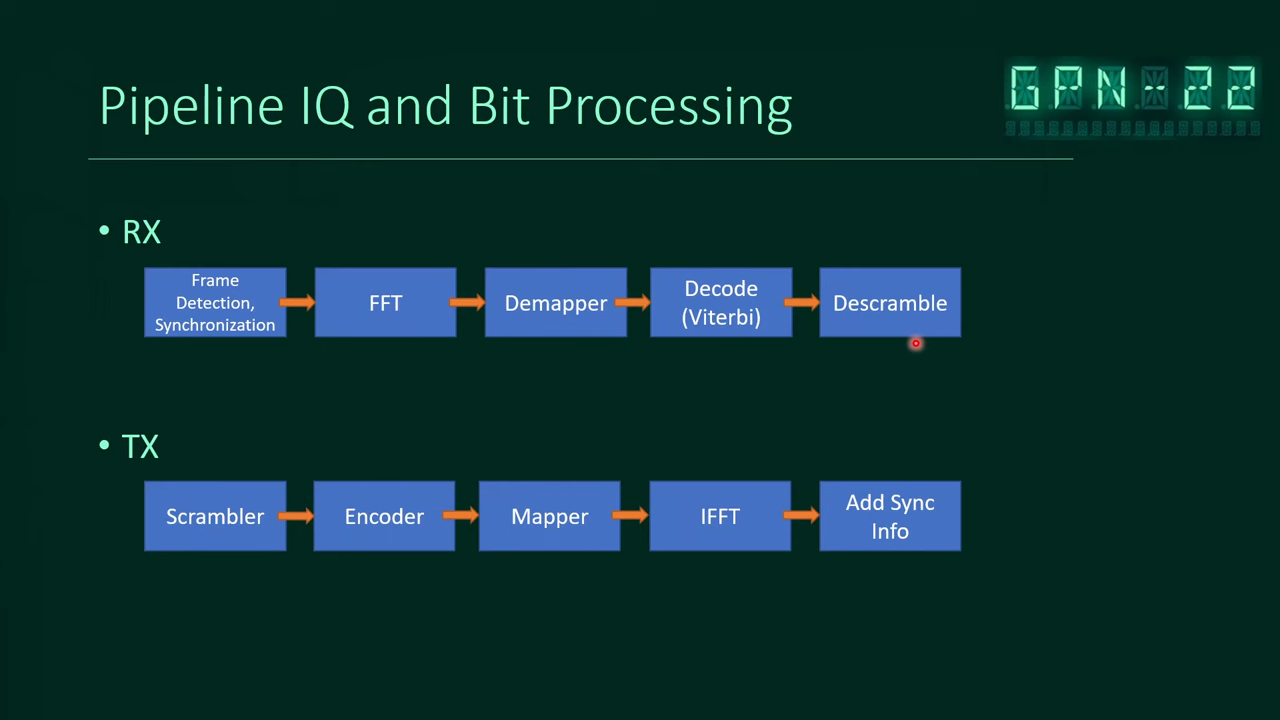 GPN-22
Pipeline IQ and Bit Processing
• RX
Frame
Detection,
Synchronization
FFT
Demapper
Decode
(Viterbi)
Descramble
• TX
Scrambler
Encoder
Mapper
IFFT
Add Sync
Info